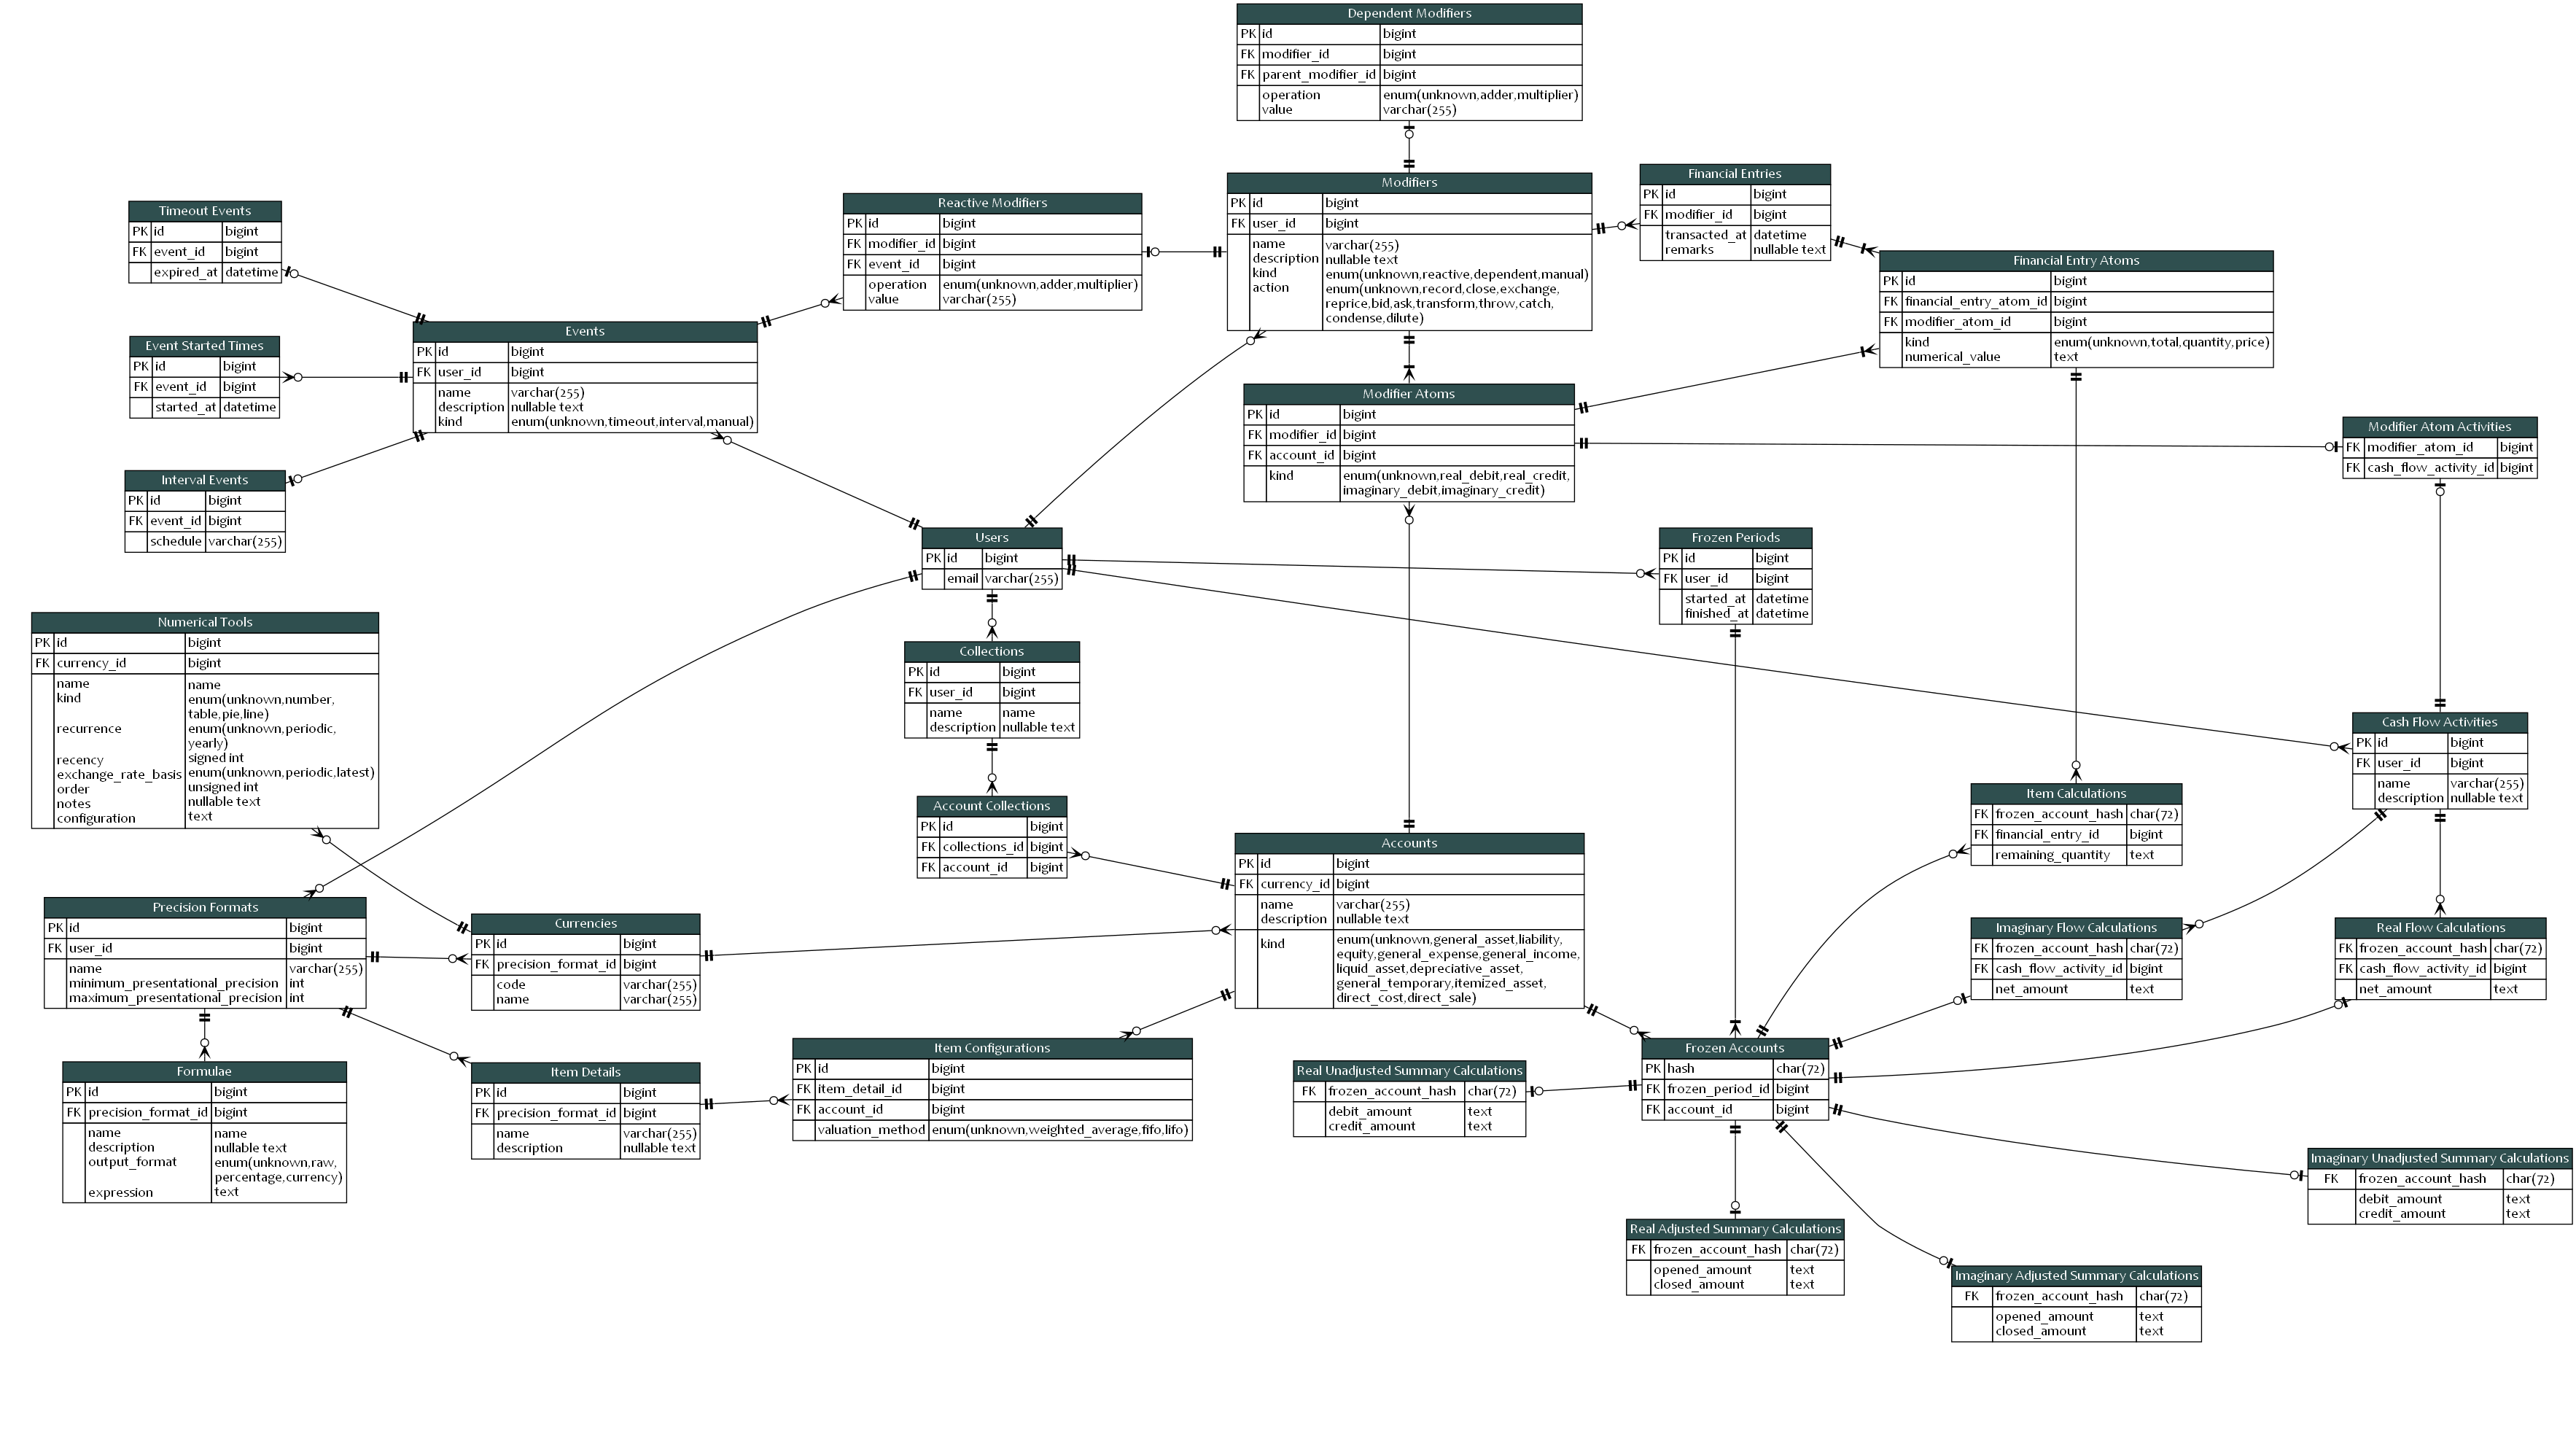 Dependent Modifiers
PK id bigint
FK modifier_id bigint
FK parent_modifier_id bigint
operation enum(unknown,adder,multiplier)
value varchar(255)
Modifiers
PK id bigint
FK user_id bigint
name varchar(255)
description nullable text
kind enum(unknown,reactive,dependent,manual)
action enum(unknown,record,close,exchange,
reprice,bid,ask,transform,throw,catch,
condense,dilute)
Financial Entries
PK id bigint
FK modifier_id bigint
transacted_at datetime
remarks nullable text
Reactive Modifiers
PK id bigint
FK modifier_id bigint
FK event_id bigint
operation enum(unknown,adder,multiplier)
value varchar(255)
Timeout Events
PK id bigint
FK event_id bigint
expired_at datetime
Financial Entry Atoms
PK id bigint
FK financial_entry_atom_id bigint
FK modifier_atom_id bigint
kind enum(unknown,total,quantity,price)
numerical_value text
Events
PK id bigint
FK user_id bigint
name varchar(255)
description nullable text
kind enum(unknown,timeout,interval,manual)
Event Started Times
PK id bigint
FK event_id bigint
started_at datetime
Modifier Atoms
PK id bigint
FK modifier_id bigint
FK account_id bigint
kind enum(unknown,real_debit,real_credit,
imaginary_debit,imaginary_credit)
Modifier Atom Activities
FK modifier_atom_id bigint
FK cash_flow_activity_id bigint
Interval Events
PK id bigint
FK event_id bigint
schedule varchar(255)
Users
PK id bigint
email varchar(255)
Frozen Periods
PK id bigint
FK user_id bigint
started_at datetime
finished_at datetime
Numerical Tools
PK id bigint
FK currency_id bigint
name name
kind enum(unknown,number,
table,pie,line)
recurrence enum(unknown,periodic,
yearly)
recency signed int
exchange_rate_basis enum(unknown,periodic,latest)
order unsigned int
notes nullable text
configuration text
Collections
PK id bigint
FK user_id bigint
name name
description nullable text
Cash Flow Activities
PK id bigint
FK user_id bigint
name varchar(255)
description nullable text
Item Calculations
FK frozen_account_hash char(72)
FK financial_entry_id bigint
remaining_quantity text
Account Collections
PK id bigint
FK collections_id bigint
FK account_id bigint
Accounts
PK id bigint
FK currency_id bigint
name varchar(255)
description nullable text
kind enum(unknown,general_asset,liability,
equity,general_expense,general_income,
liquid_asset,depreciative_asset,
general_temporary,itemized_asset,
direct_cost,direct_sale)
Precision Formats
PK id bigint
FK user_id bigint
name varchar(255)
minimum_presentational_precision int
maximum_presentational_precision int
Currencies
PK id bigint
FK precision_format_id bigint
code varchar(255)
name varchar(255)
Imaginary Flow Calculations
FK frozen_account_hash char(72)
FK cash_flow_activity_id bigint
net_amount text
Real Flow Calculations
FK frozen_account_hash char(72)
FK cash_flow_activity_id bigint
net_amount text
Formulae
PK id bigint
FK precision_format_id bigint
name name
description nullable text
output_format enum(unknown,raw,
percentage,currency)
expression text
Item Details
PK id bigint
FK precision_format_id bigint
name varchar(255)
description nullable text
Item Configurations
PK id bigint
FK item_detail_id bigint
FK account_id bigint
valuation_method enum(unknown,weighted_average,fifo,lifo)
Real Unadjusted Summary Calculations
FK frozen_account_hash char(72)
debit_amount text
credit_amount text
Frozen Accounts
PK hash char(72)
FK frozen_period_id bigint
FK account_id bigint
Imaginary Unadjusted Summary Calculations
FK frozen_account_hash char(72)
debit_amount text
credit_amount text
Real Adjusted Summary Calculations
FK frozen_account_hash char(72)
opened_amount text
closed_amount text
Imaginary Adjusted Summary Calculations
FK frozen_account_hash char(72)
opened_amount text
closed_amount text